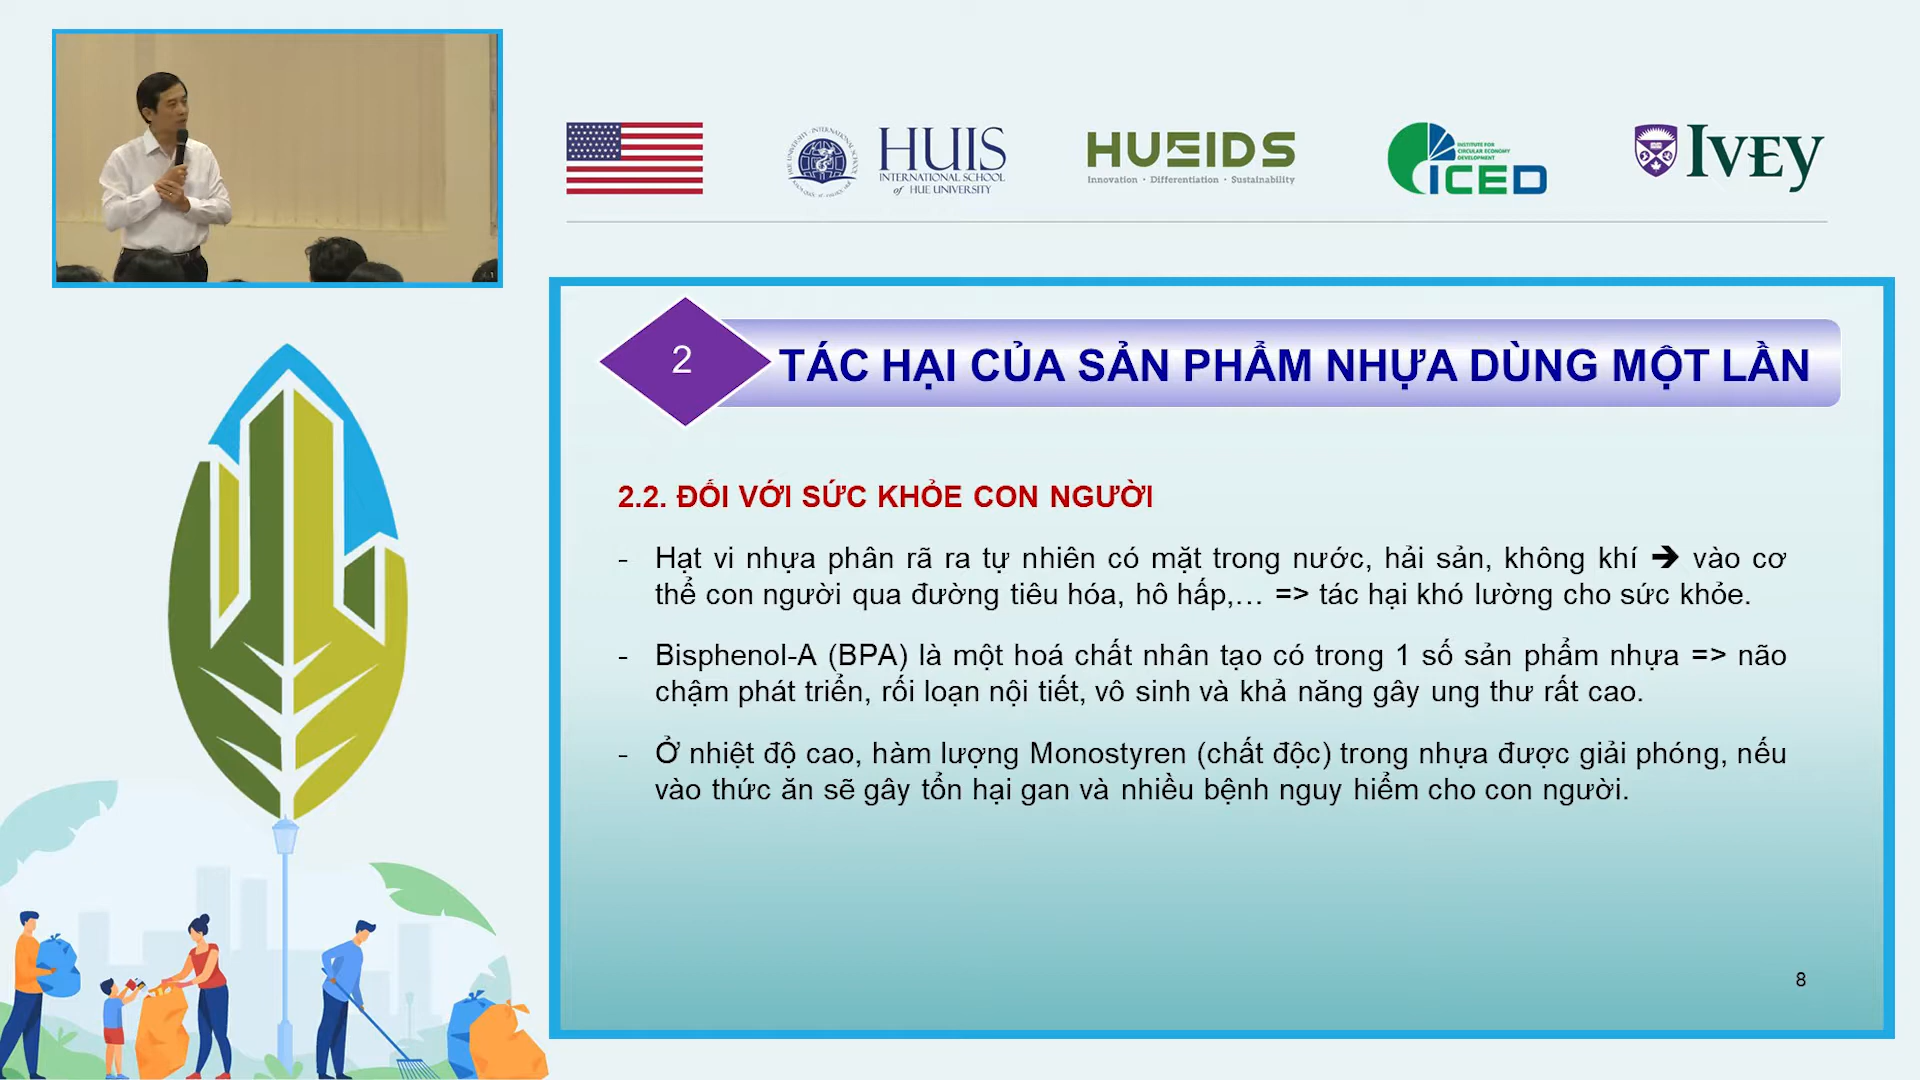 HUIS
INTERNATIONAL SCHOOL
of HUE UNIVERSITY
HUEIDS
Innovation • Differentiation • Sustainability
INSTITUTE FOR
CIRCULAR ECONOMY
DEVELOPMENT
ICED
IVEY
2
TÁC HẠI CỦA SẢN PHẨM NHỰA DÙNG MỘT LẦN
2.2. ĐỐI VỚI SỨC KHỎE CON NGƯỜI
- Hạt vi nhựa phân rã ra tự nhiên có mặt trong nước, hải sản, không khí ➔ vào cơ
thể con người qua đường tiêu hóa, hô hấp,… => tác hại khó lường cho sức khỏe.
- Bisphenol-A (BPA) là một hoá chất nhân tạo có trong 1 số sản phẩm nhựa => não
chậm phát triển, rối loạn nội tiết, vô sinh và khả năng gây ung thư rất cao.
- Ở nhiệt độ cao, hàm lượng Monostyren (chất độc) trong nhựa được giải phóng, nếu
vào thức ăn sẽ gây tổn hại gan và nhiều bệnh nguy hiểm cho con người.
8